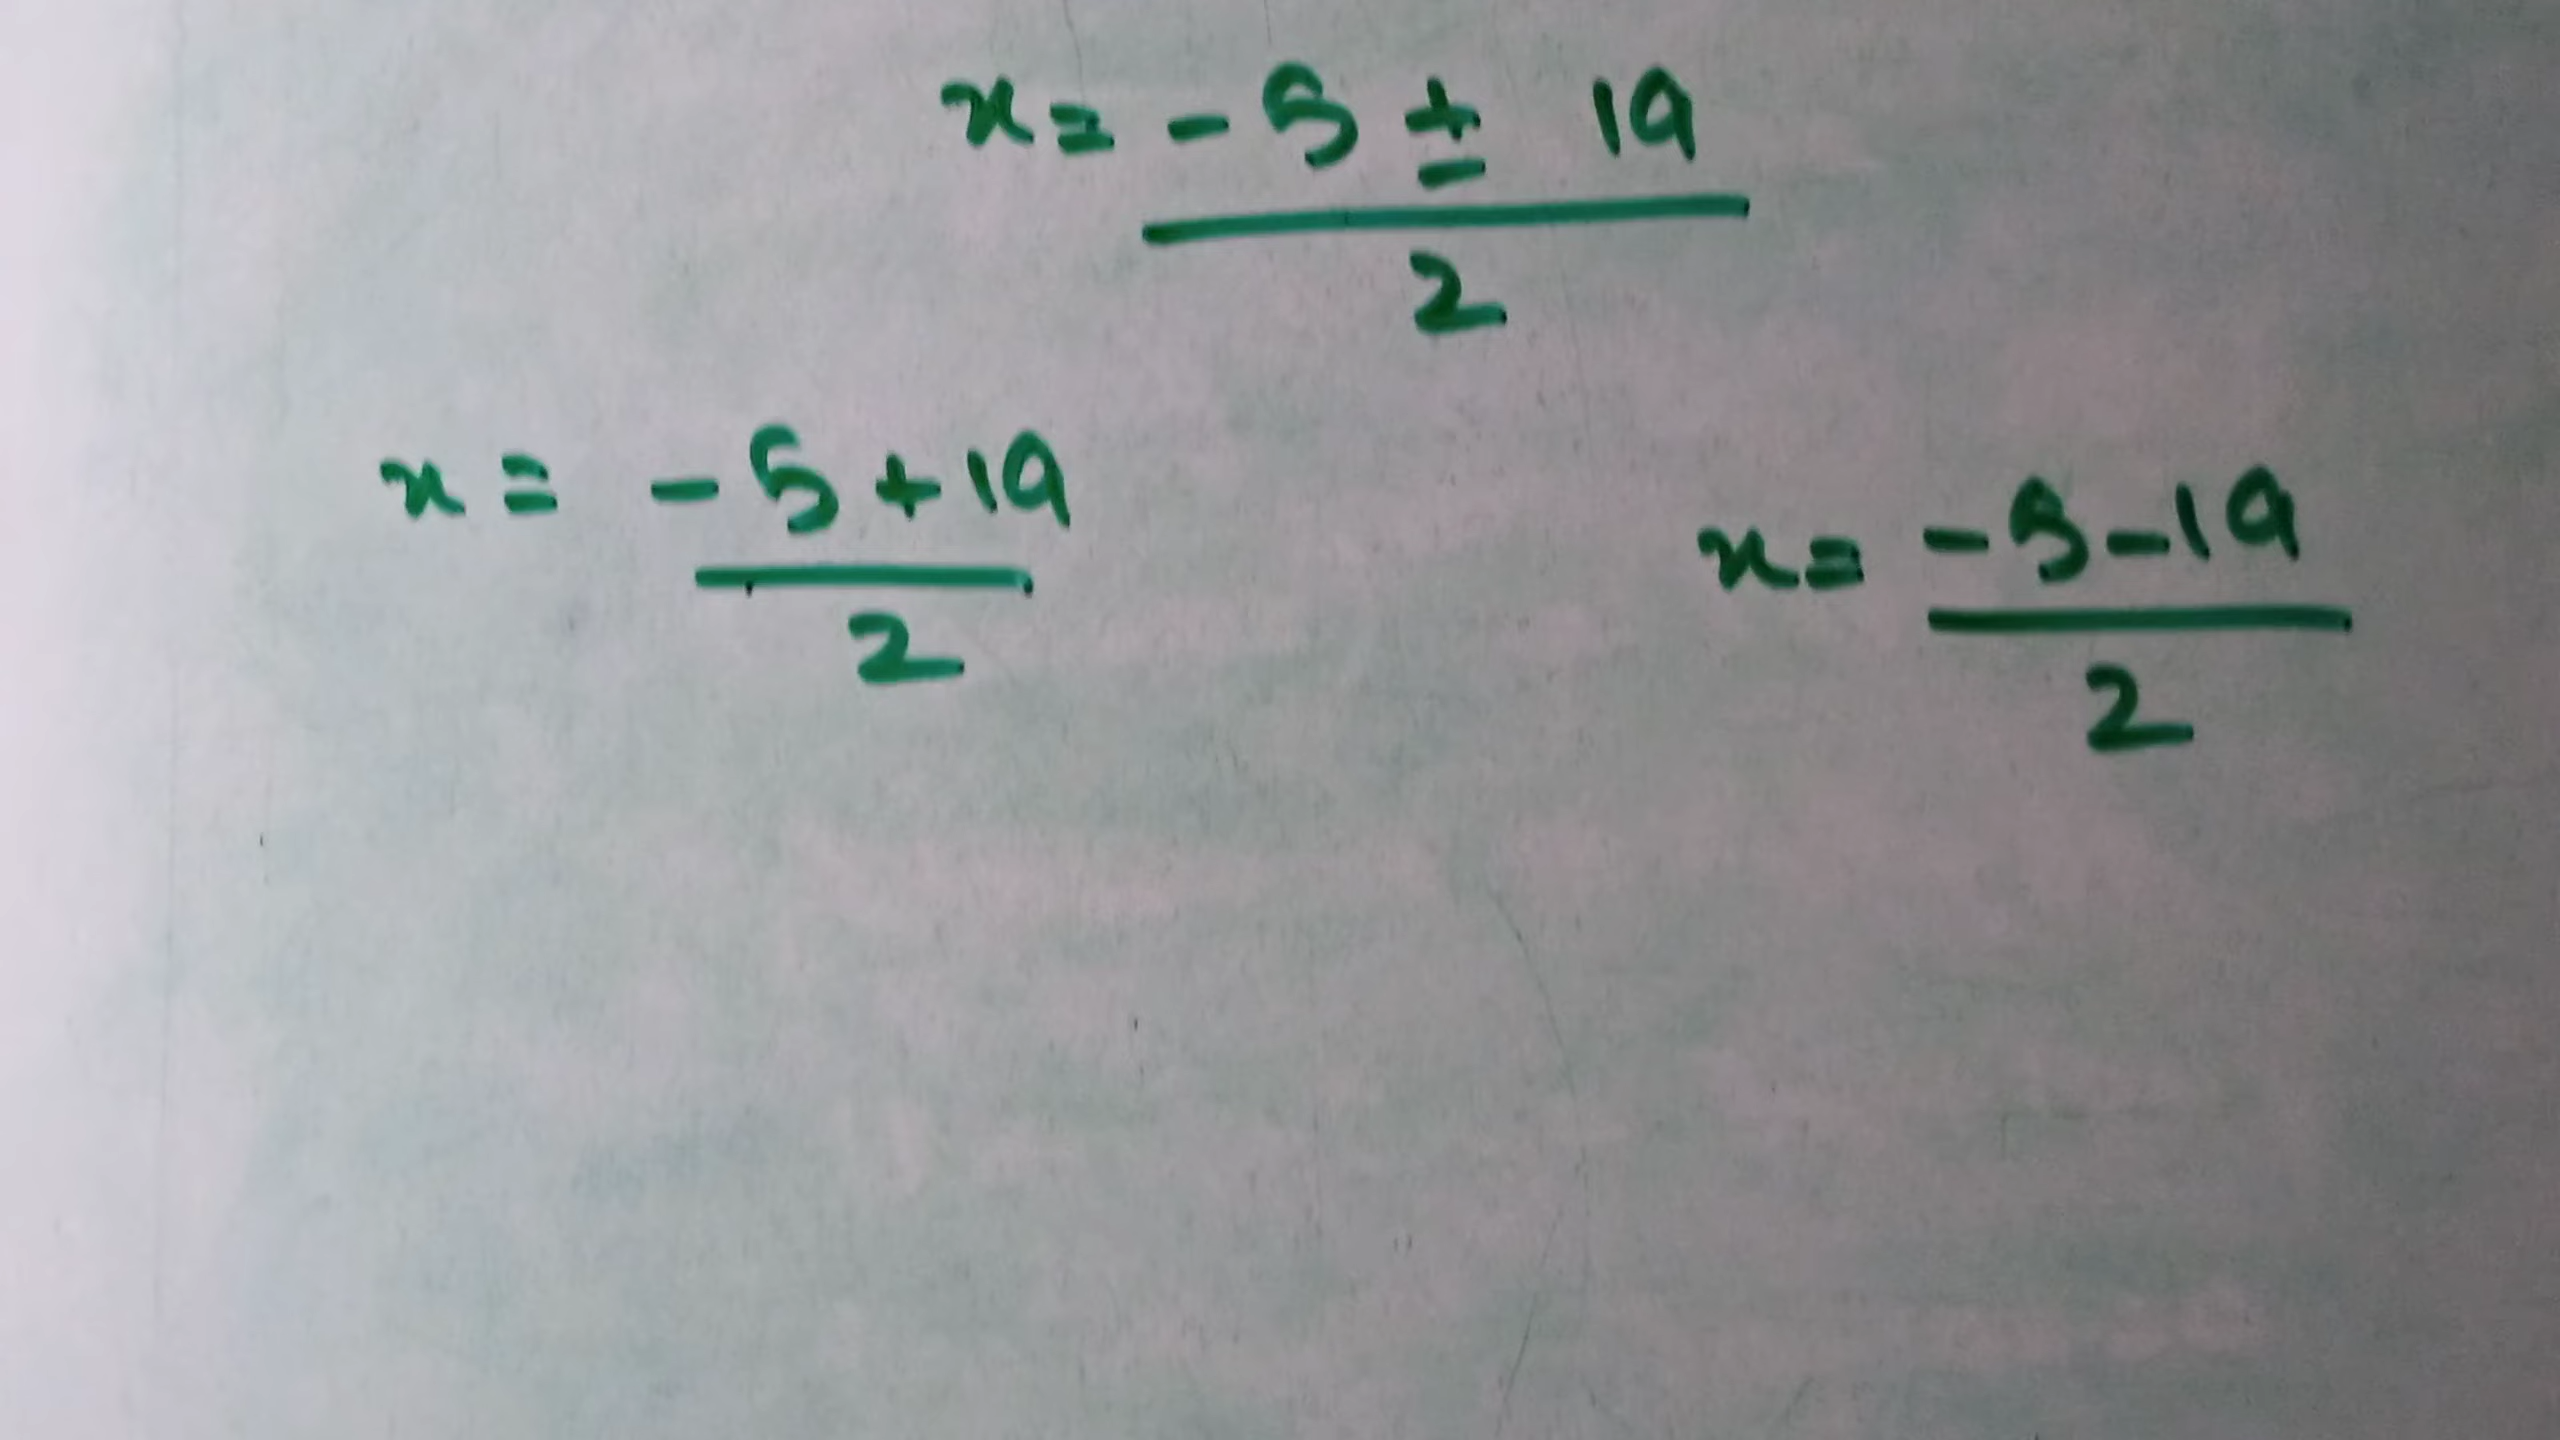 x = -5 ± 19
2
x = -5+19
2
x = -5-19
2